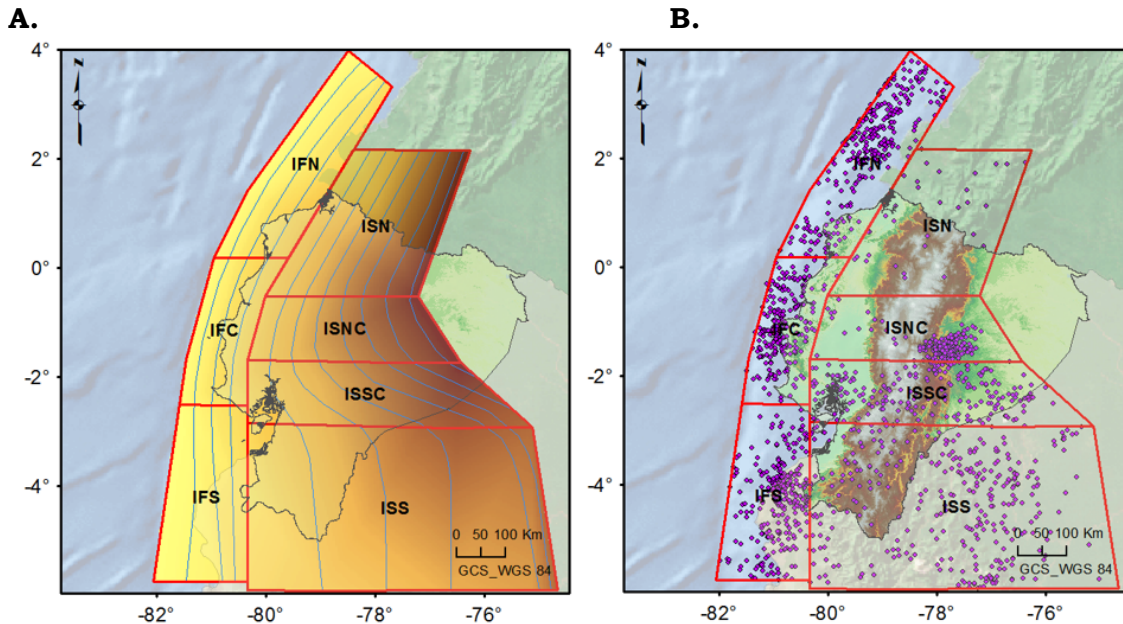 A.
B.
4°
2°
0°
-2°
-4°
-82
-80
-78
-76
N
IFN
ISN
IFC
ISNC
ISSC
IFS
ISS
0 50 100 Km
GCS_WGS 84
-82
-80
-78
-76
4°
2°
0°
-2°
-4°
N
IFN
ISN
IFC
ISNC
ISSC
IFS
ISS
0 50 100 Km
GCS_WGS 84